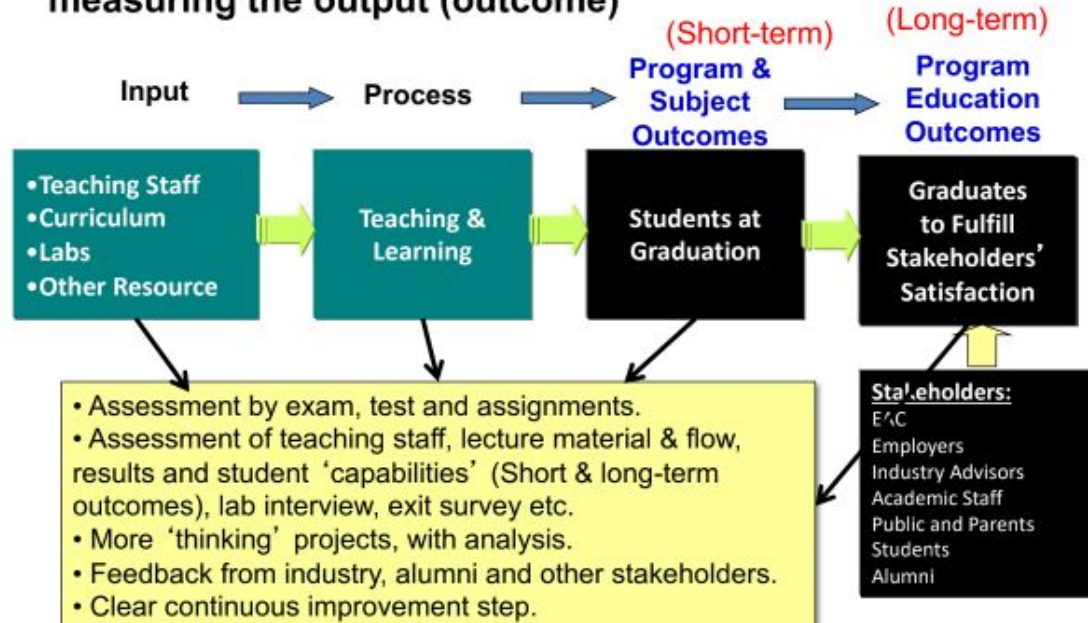 measuring the output (outcome)
(Short-term)
(Long-term)
Input
Process
Program &
Subject
Outcomes
Program
Education
Outcomes
•Teaching Staff
•Curriculum
•Labs
•Other Resource
Teaching &
Learning
Students at
Graduation
Graduates
to Fulfill
Stakeholders’
Satisfaction
• Assessment by exam, test and assignments.
• Assessment of teaching staff, lecture material & flow,
results and student ‘capabilities’ (Short & long-term
outcomes), lab interview, exit survey etc.
• More ‘thinking’ projects, with analysis.
• Feedback from industry, alumni and other stakeholders.
• Clear continuous improvement step.
Stakeholders:
EAC
Employers
Industry Advisors
Academic Staff
Public and Parents
Students
Alumni